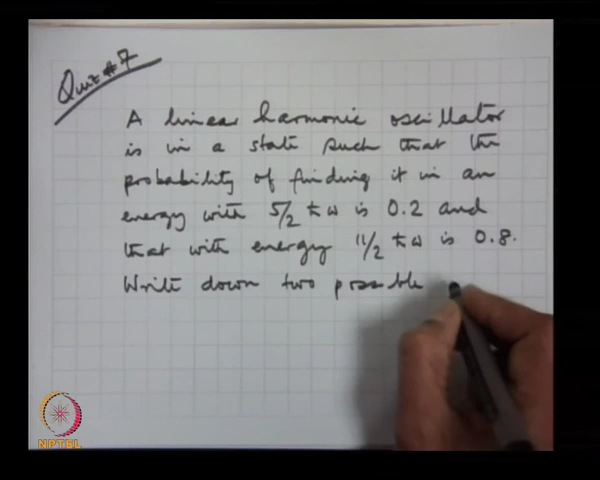 Quiz #7
A linear harmonic oscillator
is in a state such that the
probability of finding it in an
energy with 5/2 ħω is 0.2 and
that with energy 11/2 ħω is 0.8.
Write down two possible
NPTEL